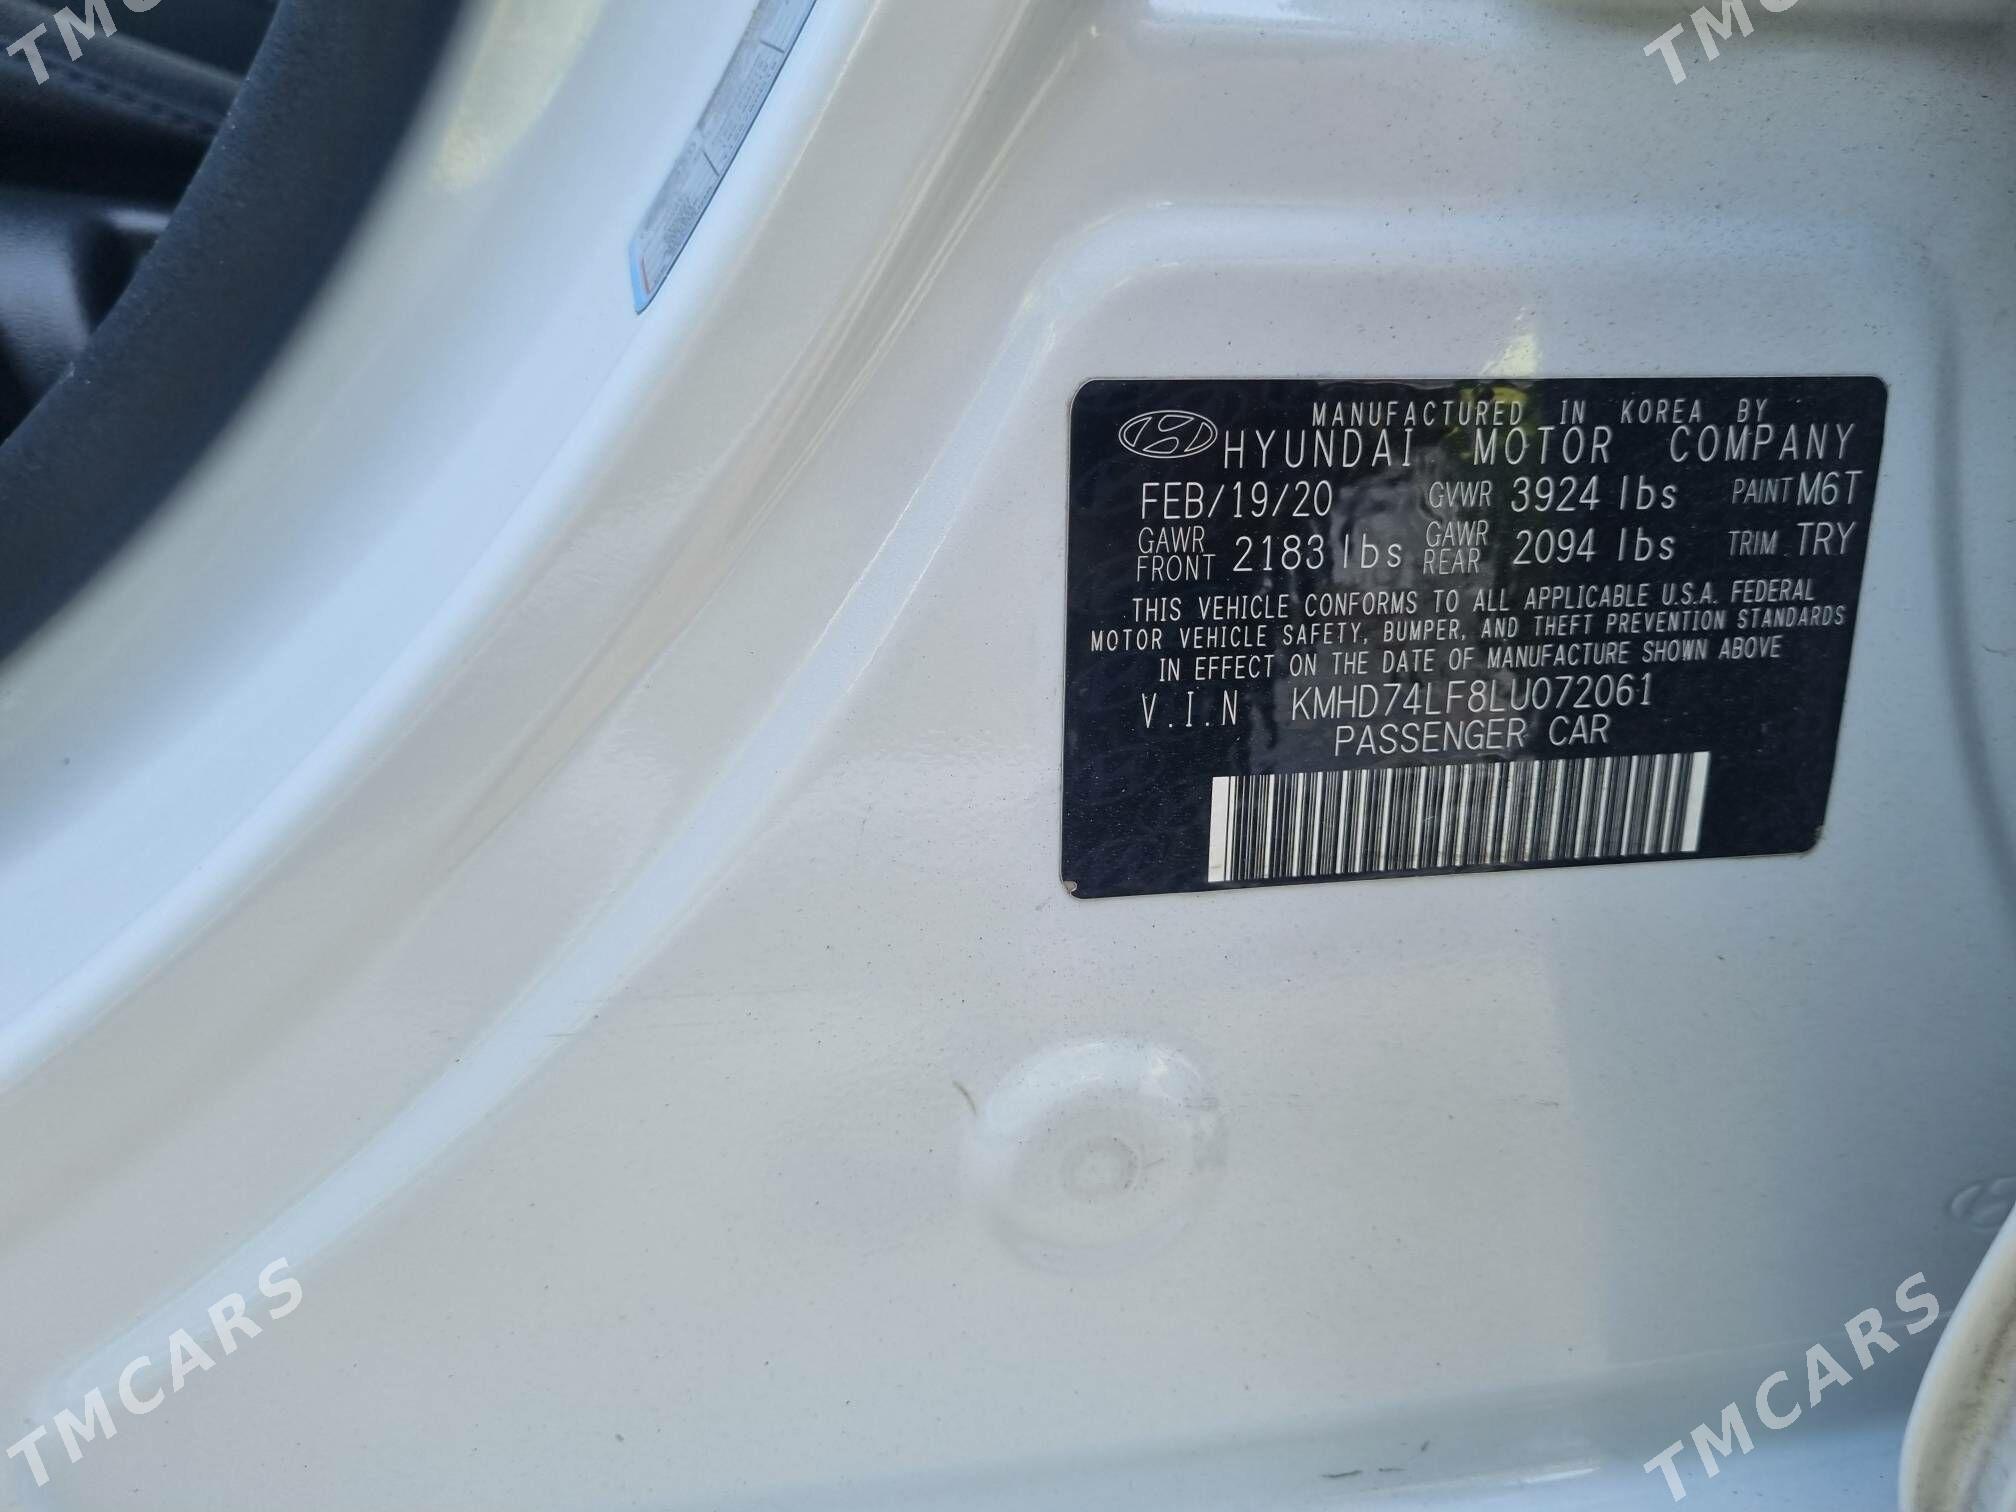 TMCARS
MANUFACTURED IN KOREA BY
HYUNDAI MOTOR COMPANY
FEB/19/20 GVWR 3924 lbs PAINT M6T
GAWR FRONT 2183 lbs GAWR REAR 2094 lbs TRIM TRY
THIS VEHICLE CONFORMS TO ALL APPLICABLE U.S.A. FEDERAL
MOTOR VEHICLE SAFETY, BUMPER, AND THEFT PREVENTION STANDARDS
IN EFFECT ON THE DATE OF MANUFACTURE SHOWN ABOVE
V.I.N KMHD74LF8LU072061
PASSENGER CAR
TMCARS